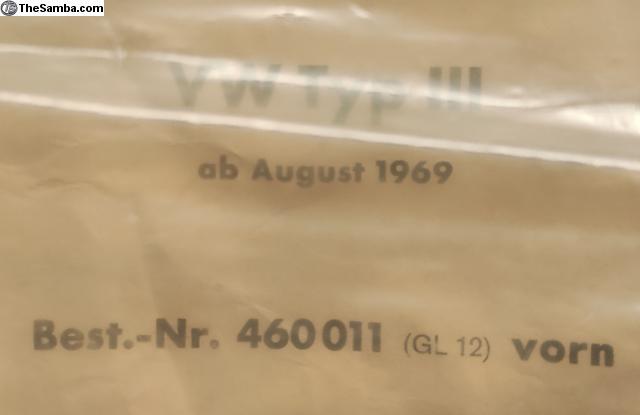 TheSamba.com
VW Typ III
ab August 1969
Best.-Nr. 460011 (GL 12) vorn